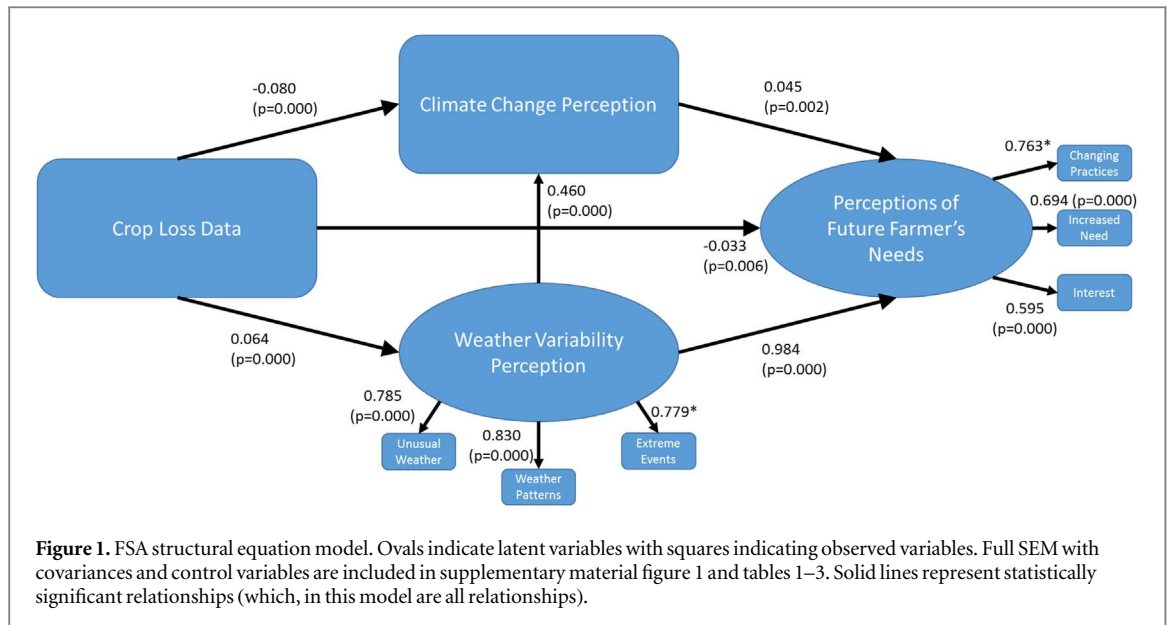 -0.080
(p=0.000)
Climate Change Perception
0.045
(p=0.002)
0.763*
Changing
Practices
0.460
(p=0.000)
0.694 (p=0.000)
Increased
Need
Crop Loss Data
Perceptions of
Future Farmer's
Needs
-0.033
(p=0.006)
Interest
0.595
(p=0.000)
0.064
(p=0.000)
Weather Variability
Perception
0.984
(p=0.000)
0.785
(p=0.000)
0.830
(p=0.000)
0.779*
Unusual
Weather
Weather
Patterns
Extreme
Events
Figure 1. FSA structural equation model. Ovals indicate latent variables with squares indicating observed variables. Full SEM with
covariances and control variables are included in supplementary material figure 1 and tables 1–3. Solid lines represent statistically
significant relationships (which, in this model are all relationships).